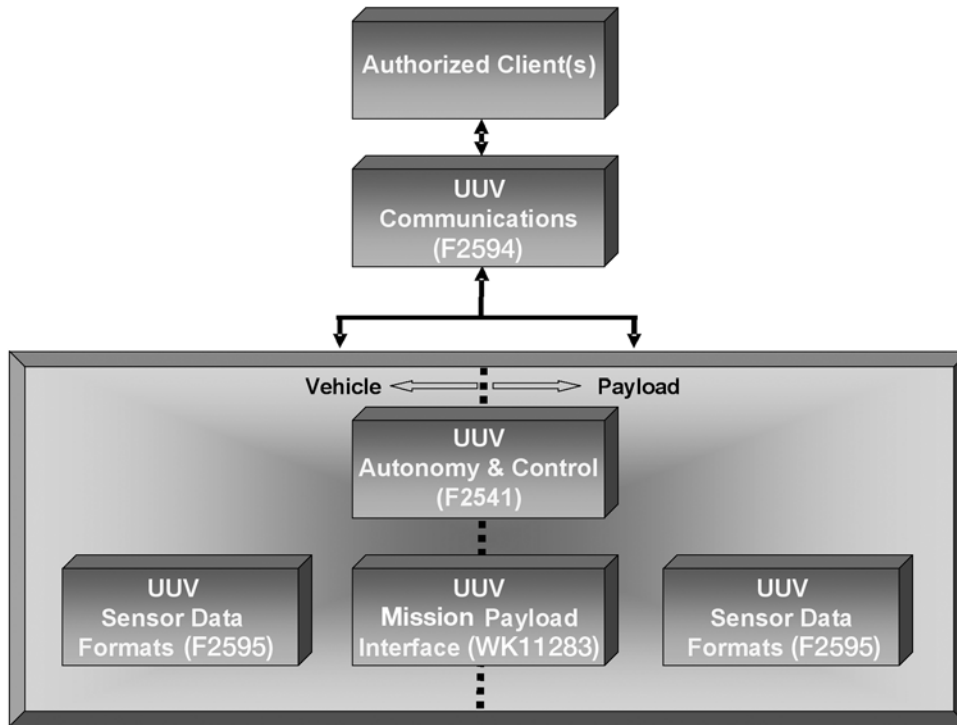 Authorized Client(s)
UUV
Communications
(F2594)
Vehicle
Payload
UUV
Autonomy & Control
(F2541)
UUV
Sensor Data
Formats (F2595)
UUV
Mission Payload
Interface (WK11283)
UUV
Sensor Data
Formats (F2595)